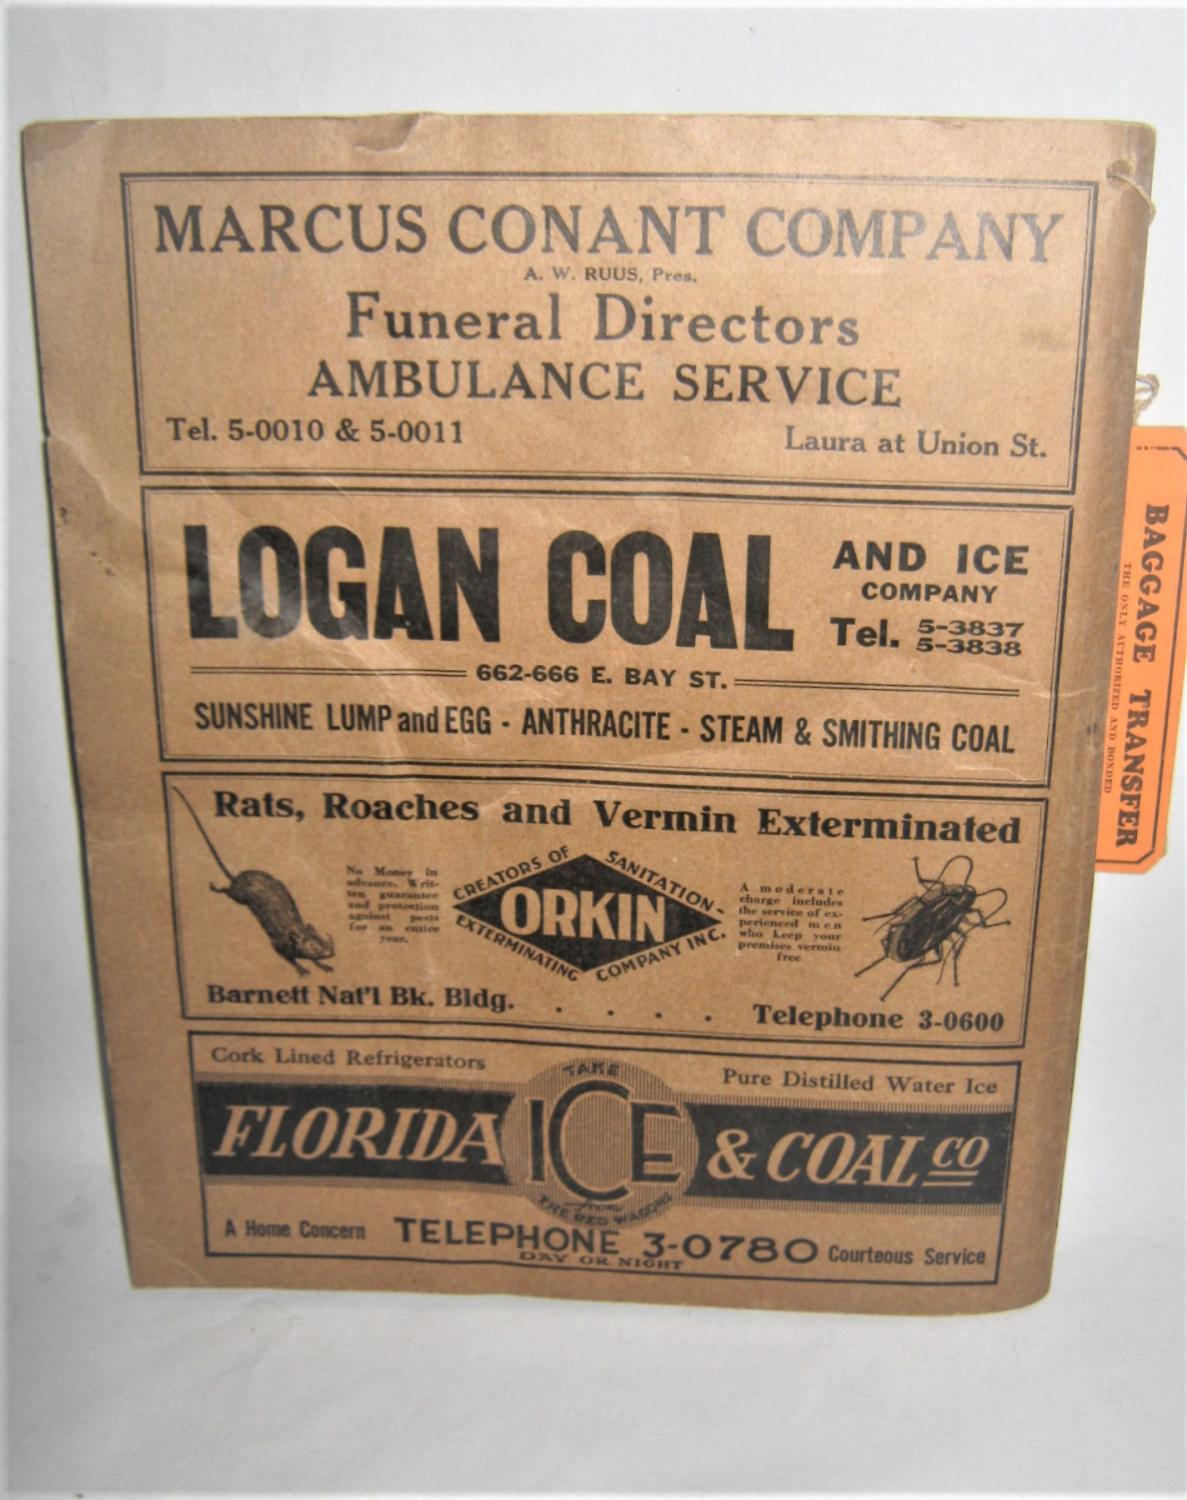 MARCUS CONANT COMPANY
A. W. RUUS, Pres.
Funeral Directors
AMBULANCE SERVICE
Tel. 5-0010 & 5-0011
Laura at Union St.
LOGAN COAL
AND ICE
COMPANY
Tel. 5-3837
5-3838
662-666 E. BAY ST.
SUNSHINE LUMP and EGG - ANTHRACITE - STEAM & SMITHING COAL
Rats, Roaches and Vermin Exterminated
No Money in
advance. Writ-
ten guarantee
and protection
against pests
for an entire
year.
CREATORS OF SANITATION-
ORKIN
EXTERMINATING COMPANY INC.
A moderate
charge includes
the service of ex-
perienced men
who keep your
premises vermin
free
Barnett Nat'l Bk. Bldg. . . . .
Telephone 3-0600
Cork Lined Refrigerators
Pure Distilled Water Ice
TAKE
FLORIDA ICE & COAL CO
From
THE RED WAGONS
A Home Concern
TELEPHONE 3-0780
DAY OR NIGHT
Courteous Service
BAGGAGE TRANSFER
THE ONLY AUTHORIZED AND BONDED